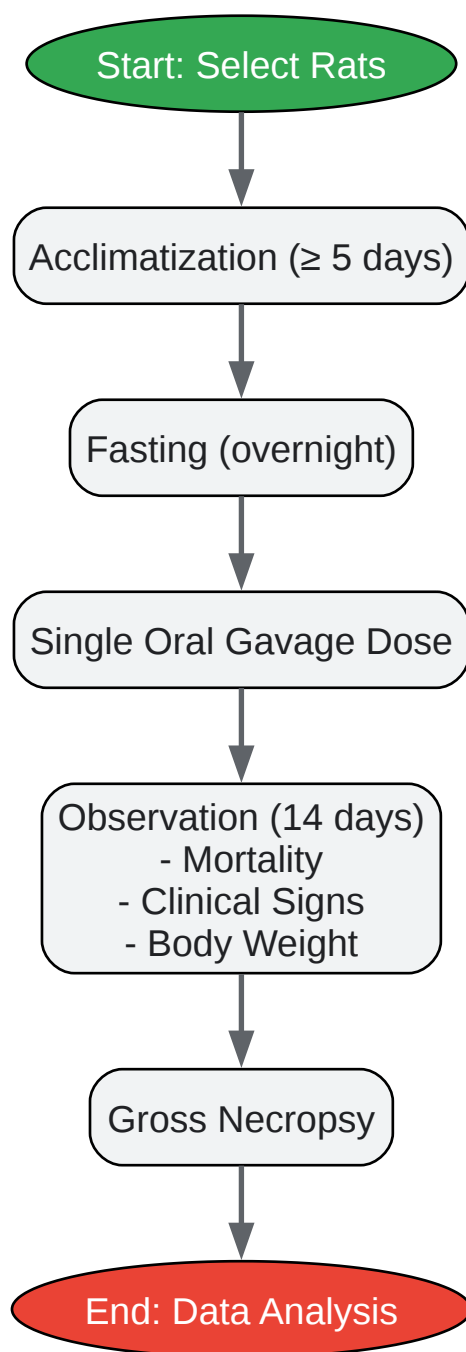 Start: Select Rats
Acclimatization (≥ 5 days)
Fasting (overnight)
Single Oral Gavage Dose
Observation (14 days)
- Mortality
- Clinical Signs
- Body Weight
Gross Necropsy
End: Data Analysis